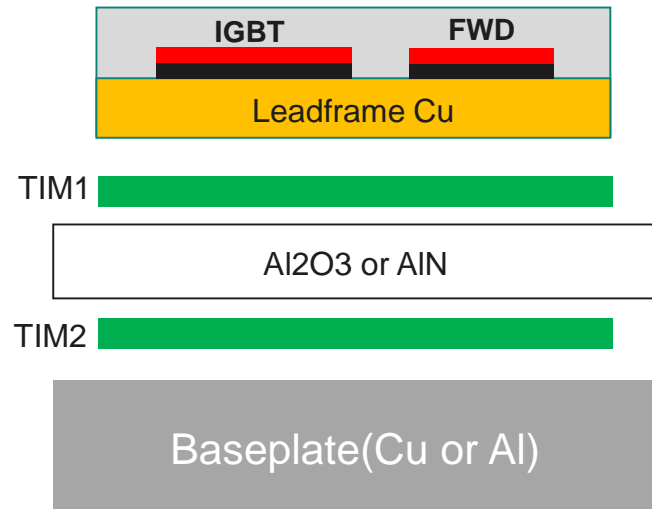 IGBT FWD
Leadframe Cu
TIM1
Al2O3 or AlN
TIM2
Baseplate(Cu or Al)